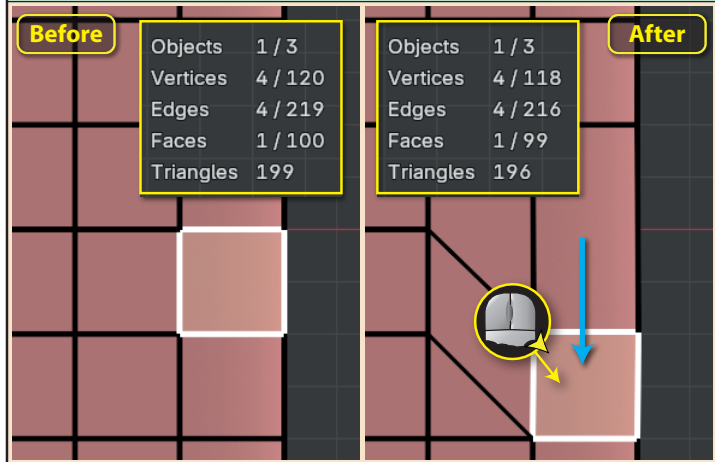 Before
Objects 1 / 3
Vertices 4 / 120
Edges 4 / 219
Faces 1 / 100
Triangles 199
After
Objects 1 / 3
Vertices 4 / 118
Edges 4 / 216
Faces 1 / 99
Triangles 196